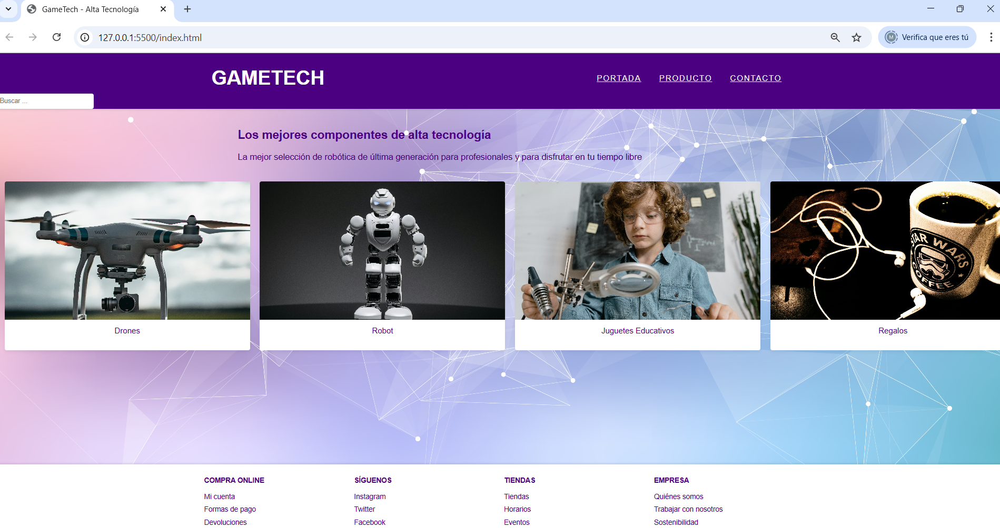 GameTech - Alta Tecnología
127.0.0.1:5500/index.html
M
Verifica que eres tú
GAMETECH
PORTADA PRODUCTO CONTACTO
Buscar ...
Los mejores componentes de alta tecnología
La mejor selección de robótica de última generación para profesionales y para disfrutar en tu tiempo libre
STAR WARS
COFFEE
Drones
Robot
Juguetes Educativos
Regalos
COMPRA ONLINE
Mi cuenta
Formas de pago
Devoluciones
SÍGUENOS
Instagram
Twitter
Facebook
TIENDAS
Tiendas
Horarios
Eventos
EMPRESA
Quiénes somos
Trabajar con nosotros
Sostenibilidad